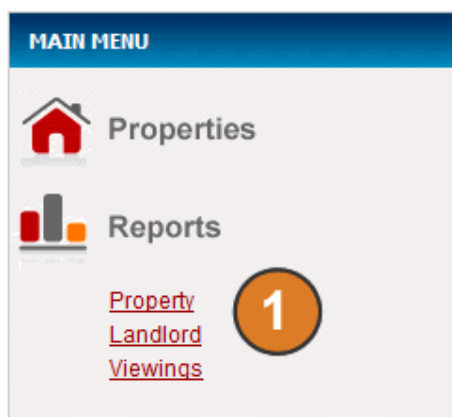 MAIN MENU
Properties
Reports
Property
Landlord
Viewings
1